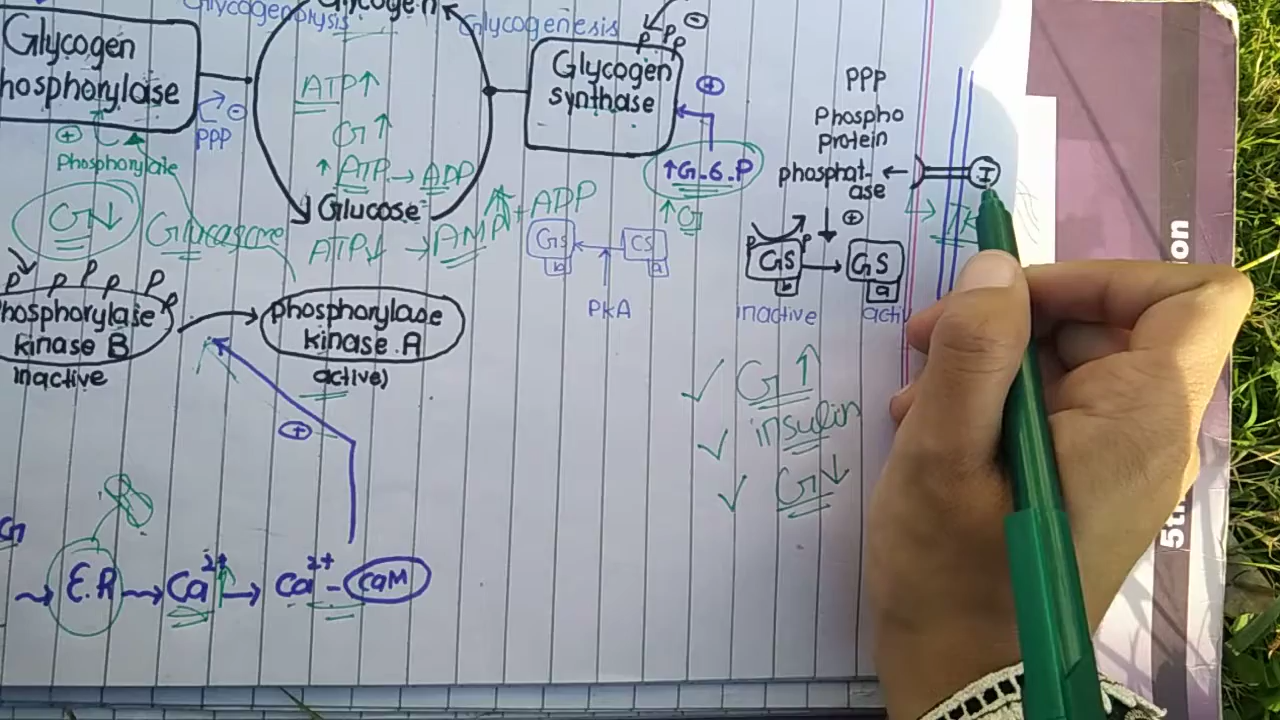 Glycogenolysis
Glycogen
Glycogenesis
Glycogen
phosphorylase
⊕
Phosphorylate
⊖
PPP
ATP↑
G↑
↑ATP → ADP
Glucose
ATP↓ → AMP + ADP
G↓
Glucagone
P P P
⊖
Glycogen
synthase
⊕
↑G-6.P
↑G
GS
b
GS
a
PKA
PPP
Phospho
protein
phosphat-
ase
I
⊕
P P
GS
b
GS
a
inactive
activ
P P P P P
phosphorylase
kinase B
inactive
phosphorylase
kinase A
(active)
⊕
G↑
insulin
G↓
E.R → Ca²⁺↑ → Ca²⁺ - CaM
5th